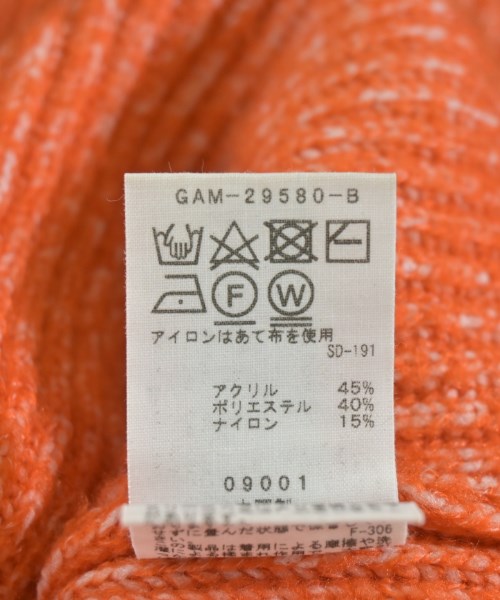 GAM-29580-B
F W
アイロンはあて布を使用
SD-191
アクリル 45%
ポリエステル 40%
ナイロン 15%
09001
F-306